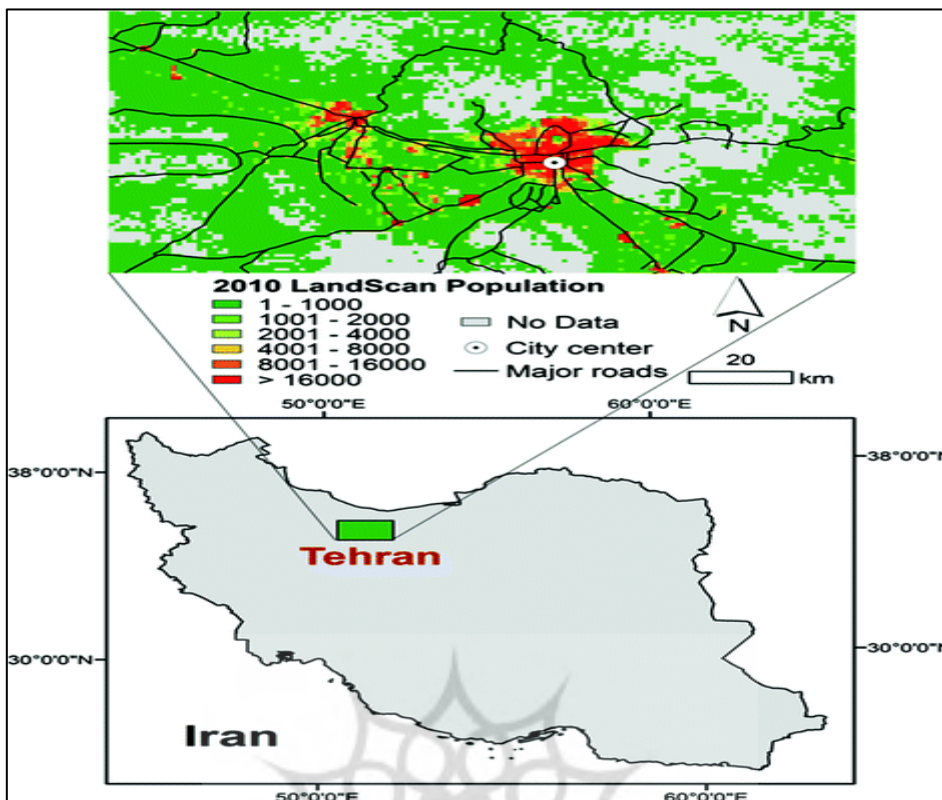 2010 LandScan Population
1 - 1000
1001 - 2000
2001 - 4000
4001 - 8000
8001 - 16000
> 16000
No Data
City center
Major roads
N
20
km
50°0'0"E 60°0'0"E
38°0'0"N 38°0'0"N
Tehran
30°0'0"N 30°0'0"N
Iran
50°0'0"E 60°0'0"E